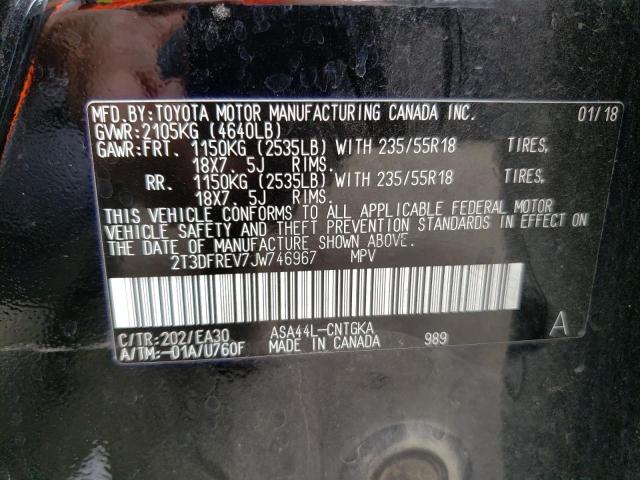 MFD.BY:TOYOTA MOTOR MANUFACTURING CANADA INC. 01/18
GVWR:2105KG (4640LB)
GAWR:FRT. 1150KG (2535LB) WITH 235/55R18 TIRES,
18X7.5J RIMS.
RR. 1150KG (2535LB) WITH 235/55R18 TIRES,
18X7.5J RIMS.
THIS VEHICLE CONFORMS TO ALL APPLICABLE FEDERAL MOTOR
VEHICLE SAFETY AND THEFT PREVENTION STANDARDS IN EFFECT ON
THE DATE OF MANUFACTURE SHOWN ABOVE.
2T3DFREV7JW746967 MPV
C/TR:202/EA30 ASA44L-CNTGKA A
A/TM:-01A/U760F MADE IN CANADA 989